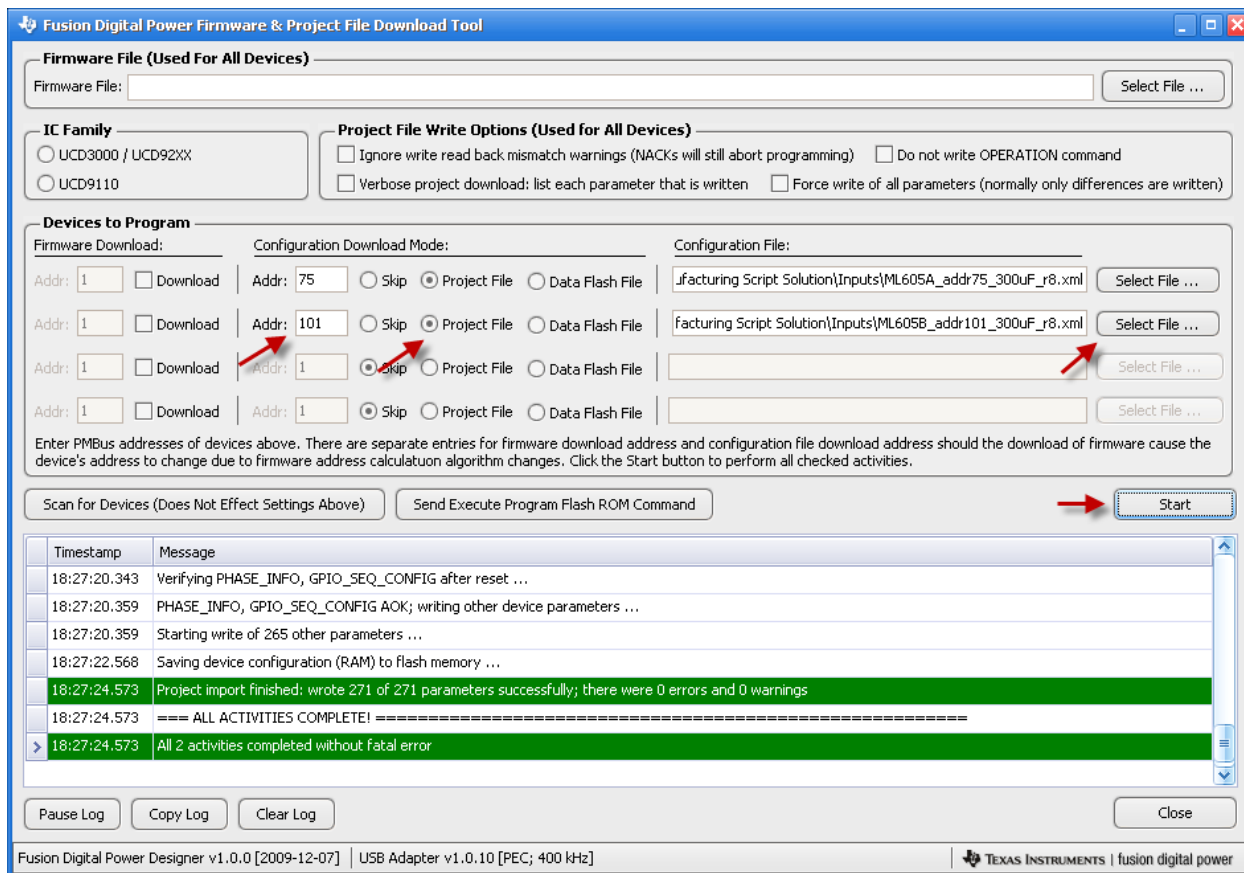 Fusion Digital Power Firmware & Project File Download Tool
Firmware File (Used For All Devices)
Firmware File:
Select File ...
IC Family
UCD3000 / UCD92XX
UCD9110
Project File Write Options (Used for All Devices)
Ignore write read back mismatch warnings (NACKs will still abort programming)
Do not write OPERATION command
Verbose project download: list each parameter that is written
Force write of all parameters (normally only differences are written)
Devices to Program
Firmware Download:
Configuration Download Mode:
Configuration File:
Addr: 1 Download Addr: 75 Skip Project File Data Flash File ufacturing Script Solution\Inputs\ML605A_addr75_300uF_r8.xml Select File ...
Addr: 1 Download Addr: 101 Skip Project File Data Flash File facturing Script Solution\Inputs\ML605B_addr101_300uF_r8.xml Select File ...
Addr: 1 Download Addr: 1 Skip Project File Data Flash File Select File ...
Addr: 1 Download Addr: 1 Skip Project File Data Flash File Select File ...
Enter PMBus addresses of devices above. There are separate entries for firmware download address and configuration file download address should the download of firmware cause the
device's address to change due to firmware address calculatuon algorithm changes. Click the Start button to perform all checked activities.
Scan for Devices (Does Not Effect Settings Above)
Send Execute Program Flash ROM Command
Start
Timestamp Message
18:27:20.343 Verifying PHASE_INFO, GPIO_SEQ_CONFIG after reset ...
18:27:20.359 PHASE_INFO, GPIO_SEQ_CONFIG AOK; writing other device parameters ...
18:27:20.359 Starting write of 265 other parameters ...
18:27:22.568 Saving device configuration (RAM) to flash memory ...
18:27:24.573 Project import finished: wrote 271 of 271 parameters successfully; there were 0 errors and 0 warnings
18:27:24.573 === ALL ACTIVITIES COMPLETE! ========================================================
18:27:24.573 All 2 activities completed without fatal error
Pause Log
Copy Log
Clear Log
Close
Fusion Digital Power Designer v1.0.0 [2009-12-07]
USB Adapter v1.0.10 [PEC; 400 kHz]
TEXAS INSTRUMENTS | fusion digital power